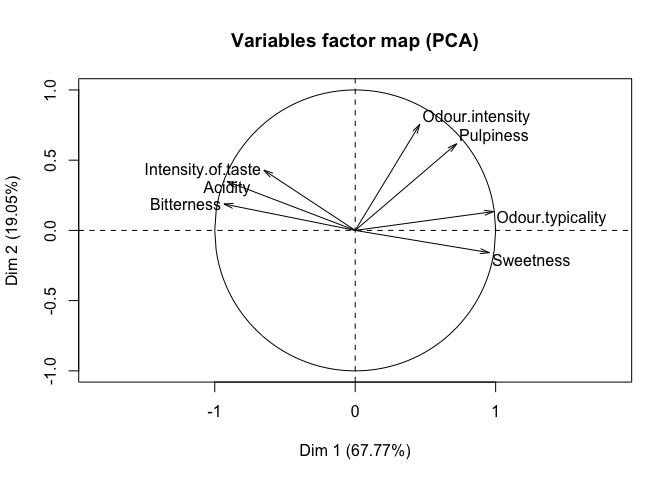 Variables factor map (PCA)
Dim 2 (19.05%)
1.0
0.5
0.0
-0.5
-1.0
Odour.intensity
Pulpiness
Intensity.of.taste
Acidity
Bitterness
Odour.typicality
Sweetness
-1
0
1
Dim 1 (67.77%)